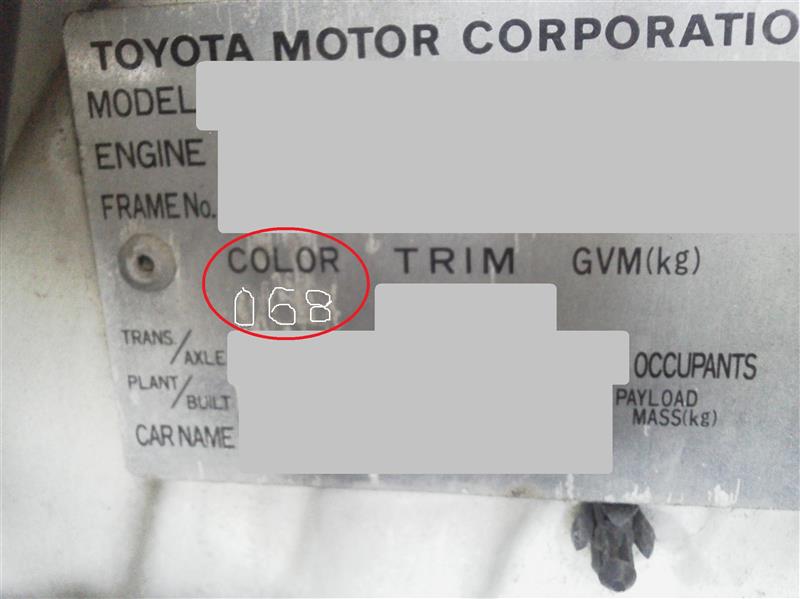 TOYOTA MOTOR CORPORATIO
MODEL
ENGINE
FRAME No.
COLOR TRIM GVM(kg)
068
TRANS./AXLE OCCUPANTS
PLANT/BUILT PAYLOAD MASS(kg)
CAR NAME